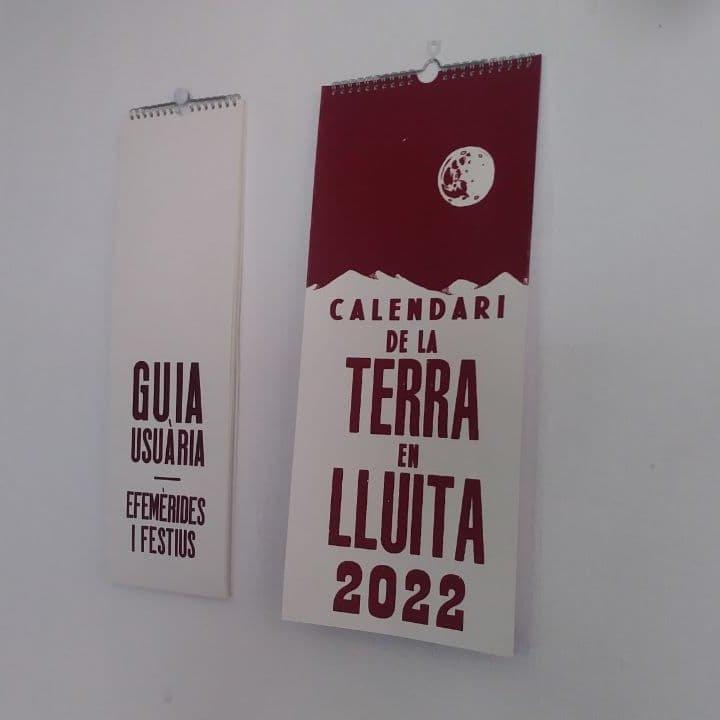 GUIA
USUÀRIA
—
EFEMÈRIDES
I FESTIUS
CALENDARI
DE LA
TERRA
EN
LLUITA
2022